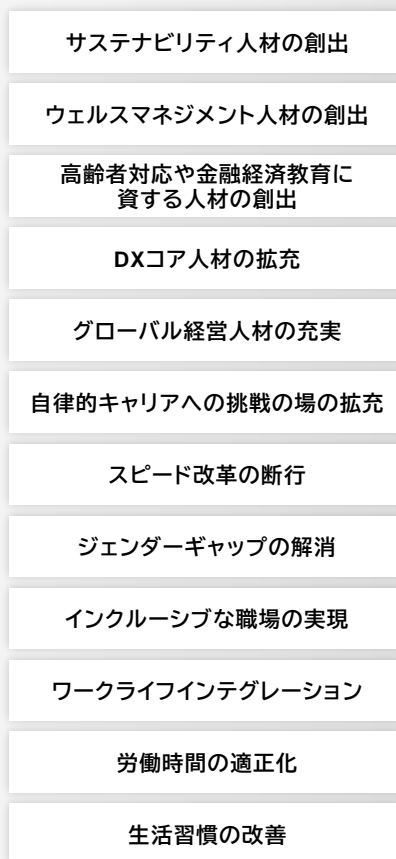 サステナビリティ人材の創出
ウェルスマネジメント人材の創出
高齢者対応や金融経済教育に
資する人材の創出
DXコア人材の拡充
グローバル経営人材の充実
自律的キャリアへの挑戦の場の拡充
スピード改革の断行
ジェンダーギャップの解消
インクルーシブな職場の実現
ワークライフインテグレーション
労働時間の適正化
生活習慣の改善